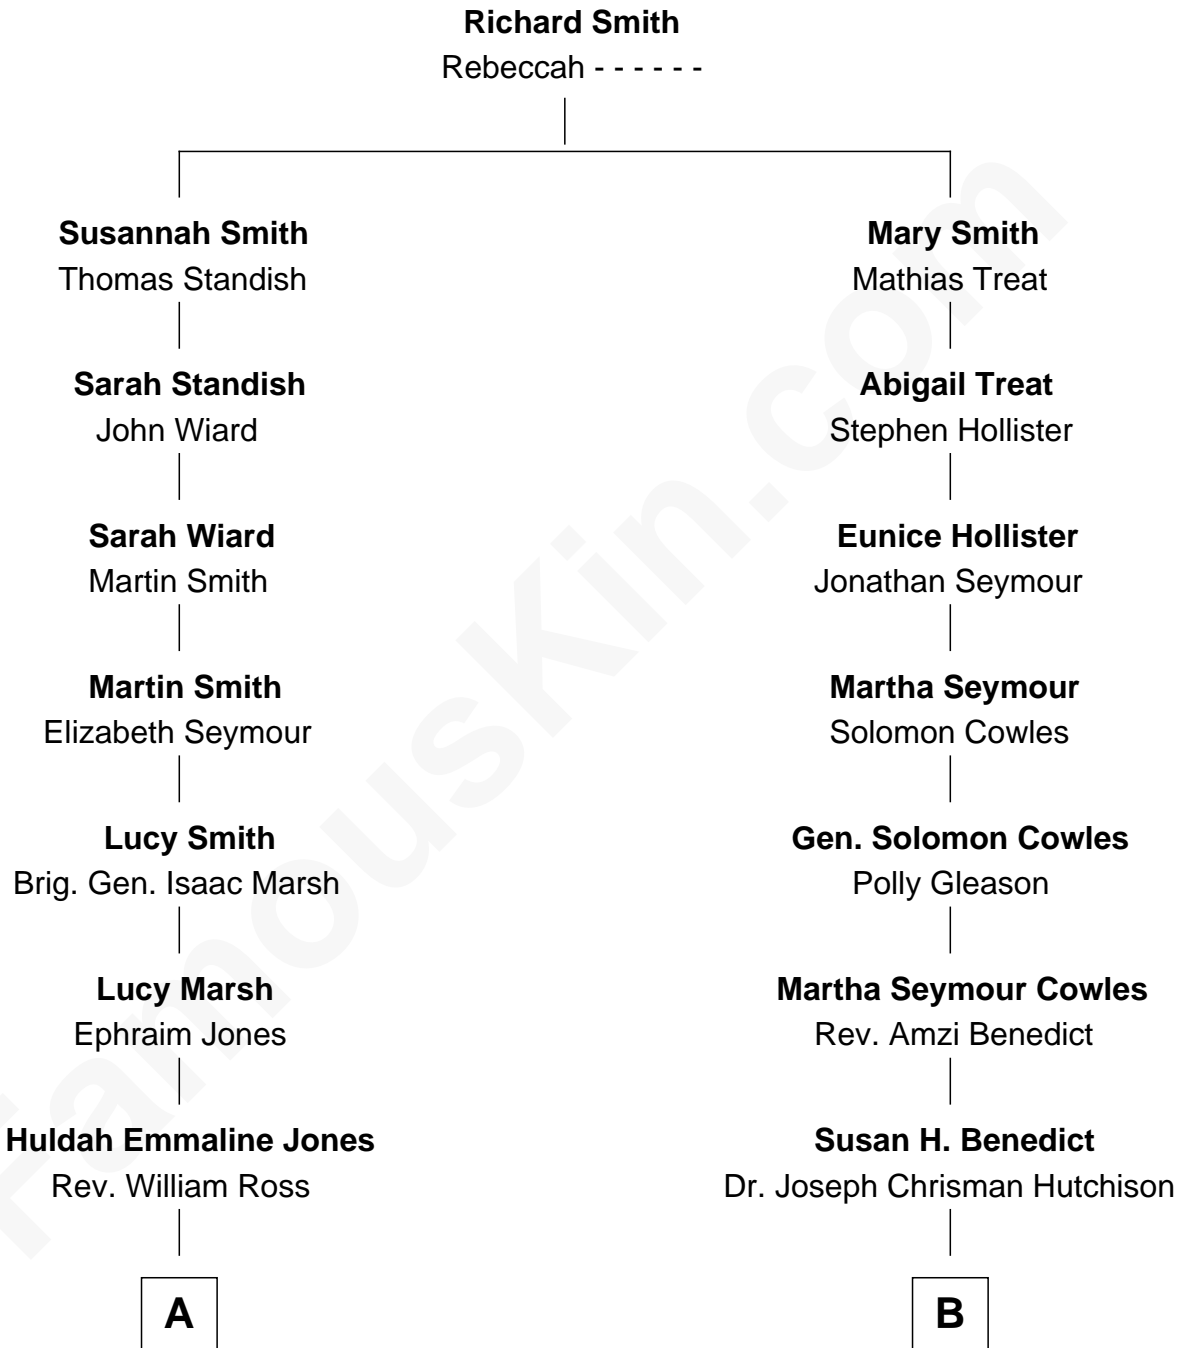 Richard Smith
Rebeccah - - - - - -
Susannah Smith
Thomas Standish
Mary Smith
Mathias Treat
Sarah Standish
John Wiard
Abigail Treat
Stephen Hollister
Sarah Wiard
Martin Smith
Eunice Hollister
Jonathan Seymour
Martin Smith
Elizabeth Seymour
Martha Seymour
Solomon Cowles
Lucy Smith
Brig. Gen. Isaac Marsh
Gen. Solomon Cowles
Polly Gleason
Lucy Marsh
Ephraim Jones
Martha Seymour Cowles
Rev. Amzi Benedict
Huldah Emmaline Jones
Rev. William Ross
Susan H. Benedict
Dr. Joseph Chrisman Hutchison
A
B
FamousKin.com